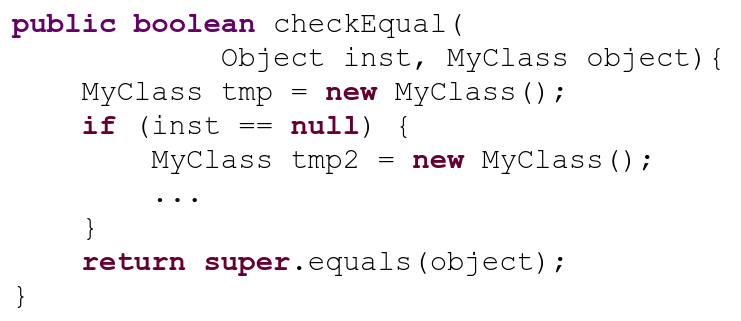 public boolean checkEqual(
            Object inst, MyClass object){
    MyClass tmp = new MyClass();
    if (inst == null) {
        MyClass tmp2 = new MyClass();
        ...
    }
    return super.equals(object);
}